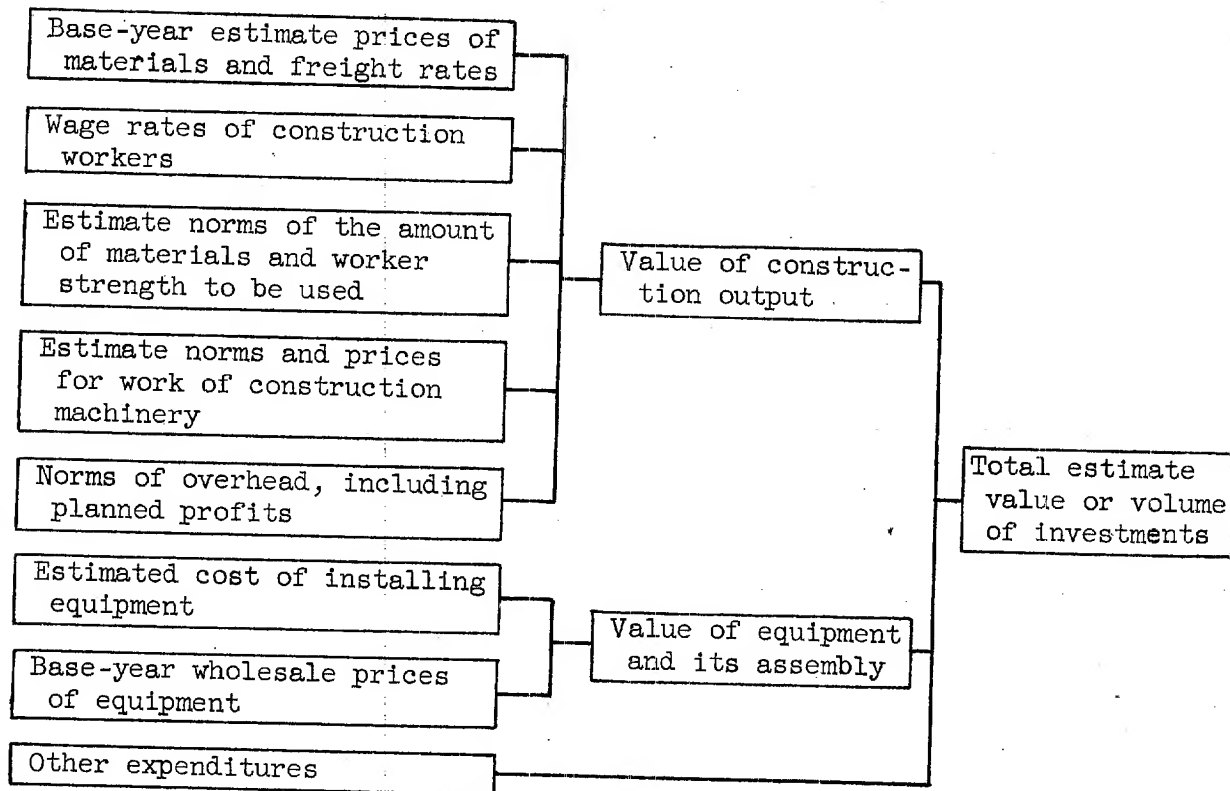 Base-year estimate prices of
materials and freight rates
Wage rates of construction
workers
Estimate norms of the amount
of materials and worker
strength to be used
Estimate norms and prices
for work of construction
machinery
Norms of overhead, including
planned profits
Estimated cost of installing
equipment
Base-year wholesale prices
of equipment
Other expenditures
Value of construc-
tion output
Value of equipment
and its assembly
Total estimate
value or volume
of investments